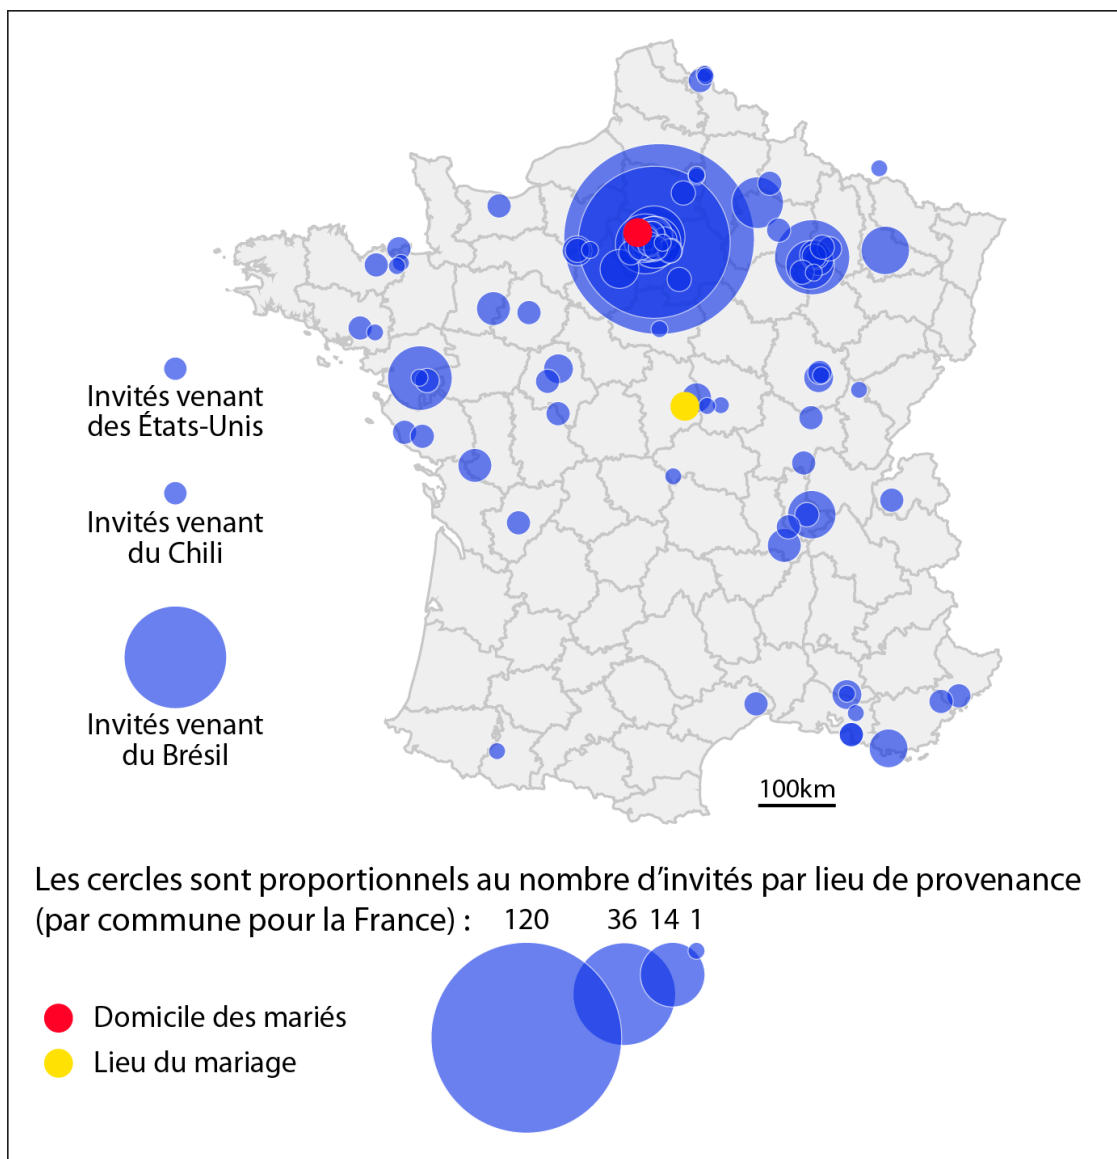 Invités venant
des États-Unis
Invités venant
du Chili
Invités venant
du Brésil
100km
Les cercles sont proportionnels au nombre d’invités par lieu de provenance
(par commune pour la France) : 120 36 14 1
Domicile des mariés
Lieu du mariage